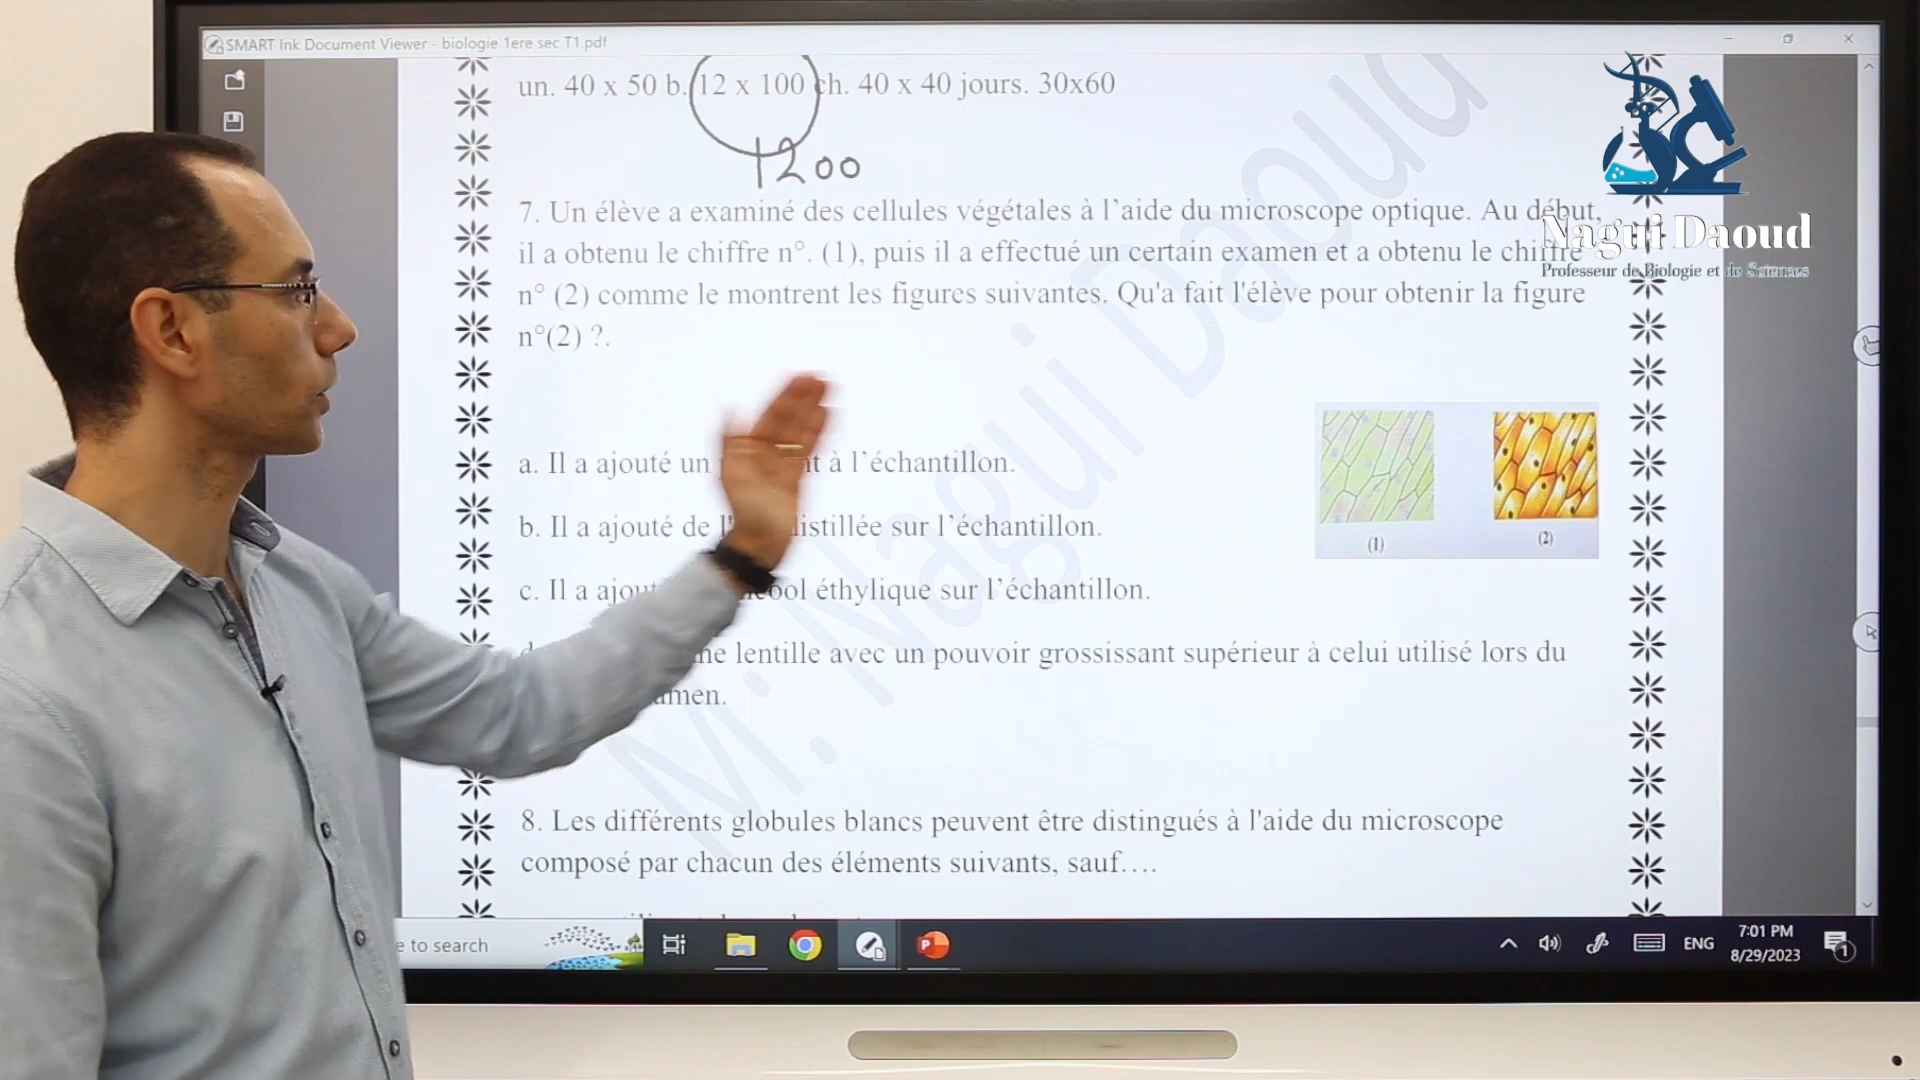 SMART Ink Document Viewer - biologie 1ere sec T1.pdf
un. 40 x 50 b. 12 x 100 ch. 40 x 40 jours. 30x60
1200
7. Un élève a examiné des cellules végétales à l’aide du microscope optique. Au début,
il a obtenu le chiffre n°. (1), puis il a effectué un certain examen et a obtenu le chiffre
n° (2) comme le montrent les figures suivantes. Qu'a fait l'élève pour obtenir la figure
n°(2) ?.
Nagui Daoud
Professeur de Biologie et de Sciences
a. Il a ajouté un à l’échantillon.
b. Il a ajouté de distillée sur l’échantillon.
c. Il a éthylique sur l’échantillon.
lentille avec un pouvoir grossissant supérieur à celui utilisé lors du
(1)
(2)
M. Nagui Daoud
8. Les différents globules blancs peuvent être distingués à l'aide du microscope
composé par chacun des éléments suivants, sauf….
to search
ENG
7:01 PM
8/29/2023
1